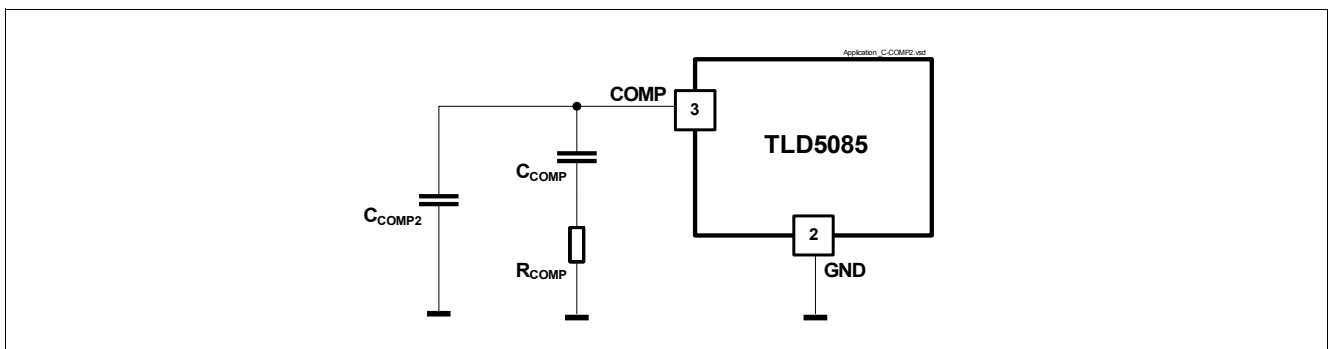 Application_C-COMP2.vsd
COMP
3
TLD5085
CCOMP
CCOMP2
2
RCOMP
GND